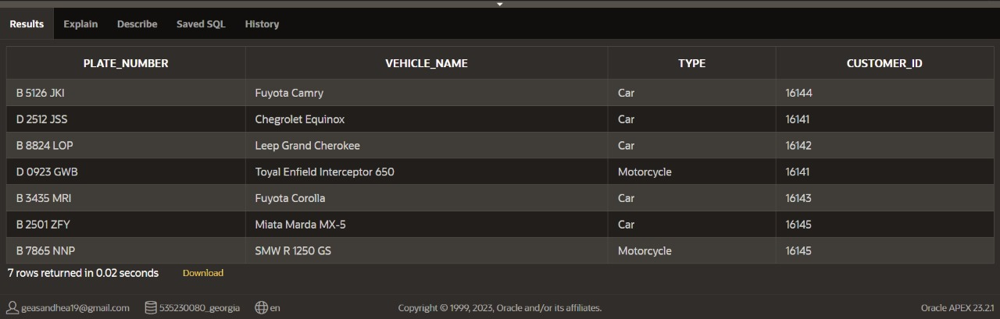 Results Explain Describe Saved SQL History
PLATE_NUMBER VEHICLE_NAME TYPE CUSTOMER_ID
B 5126 JKI Fuyota Camry Car 16144
D 2512 JSS Chegrolet Equinox Car 16141
B 8824 LOP Leep Grand Cherokee Car 16142
D 0923 GWB Toyal Enfield Interceptor 650 Motorcycle 16141
B 3435 MRI Fuyota Corolla Car 16143
B 2501 ZFY Miata Marda MX-5 Car 16145
B 7865 NNP SMW R 1250 GS Motorcycle 16145
7 rows returned in 0.02 seconds Download
geasandhea19@gmail.com 535230080_georgia en Copyright © 1999, 2023, Oracle and/or its affiliates. Oracle APEX 23.2.1